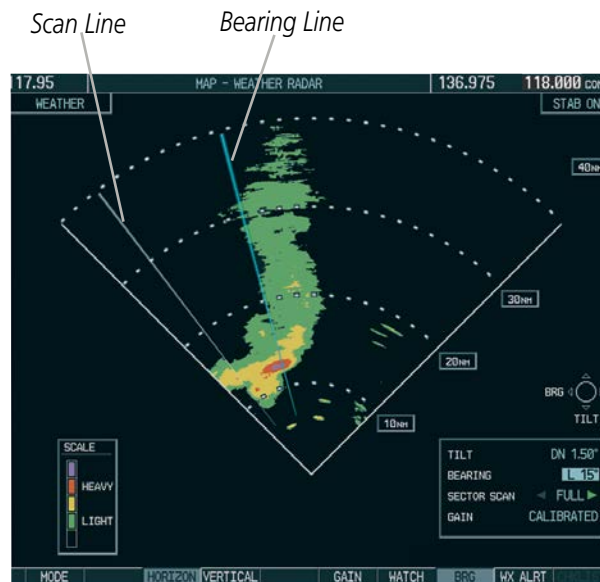 Scan Line
Bearing Line
17.95 MAP - WEATHER RADAR 136.975 118.000 COM
WEATHER STAB ON
40NM
30NM
20NM
10NM
BRG
TILT
SCALE
HEAVY
LIGHT
TILT DN 1.50°
BEARING L 15°
SECTOR SCAN ◄ FULL ►
GAIN CALIBRATED
MODE HORIZON VERTICAL GAIN WATCH BRG WX ALRT